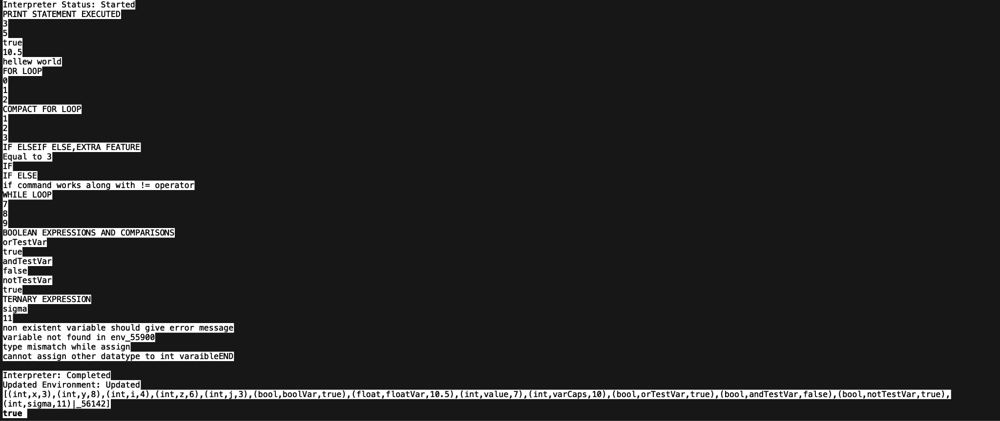 Interpreter Status: Started
PRINT STATEMENT EXECUTED
3
5
true
10.5
hellew world
FOR LOOP
0
1
2
COMPACT FOR LOOP
1
2
3
IF ELSEIF ELSE,EXTRA FEATURE
Equal to 3
IF
IF ELSE
if command works along with != operator
WHILE LOOP
7
8
9
BOOLEAN EXPRESSIONS AND COMPARISONS
orTestVar
true
andTestVar
false
notTestVar
true
TERNARY EXPRESSION
sigma
11
non existent variable should give error message
variable not found in env_55900
type mismatch while assign
cannot assign other datatype to int varaibleEND
Interpreter: Completed
Updated Environment: Updated
[(int,x,3),(int,y,8),(int,i,4),(int,z,6),(int,j,3),(bool,boolVar,true),(float,floatVar,10.5),(int,value,7),(int,varCaps,10),(bool,orTestVar,true),(bool,andTestVar,false),(bool,notTestVar,true),
(int,sigma,11)|_56142]
true